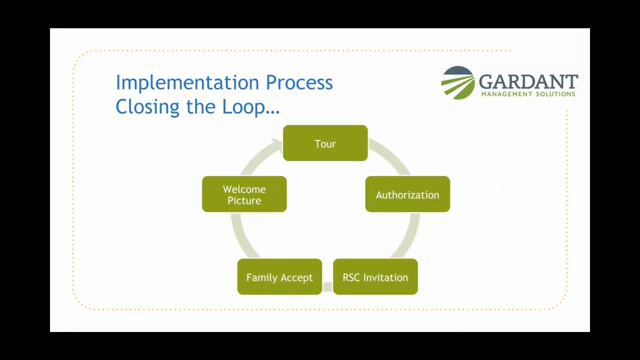 Implementation Process
Closing the Loop…
GARDANT
MANAGEMENT SOLUTIONS
Tour
Authorization
RSC Invitation
Family Accept
Welcome
Picture